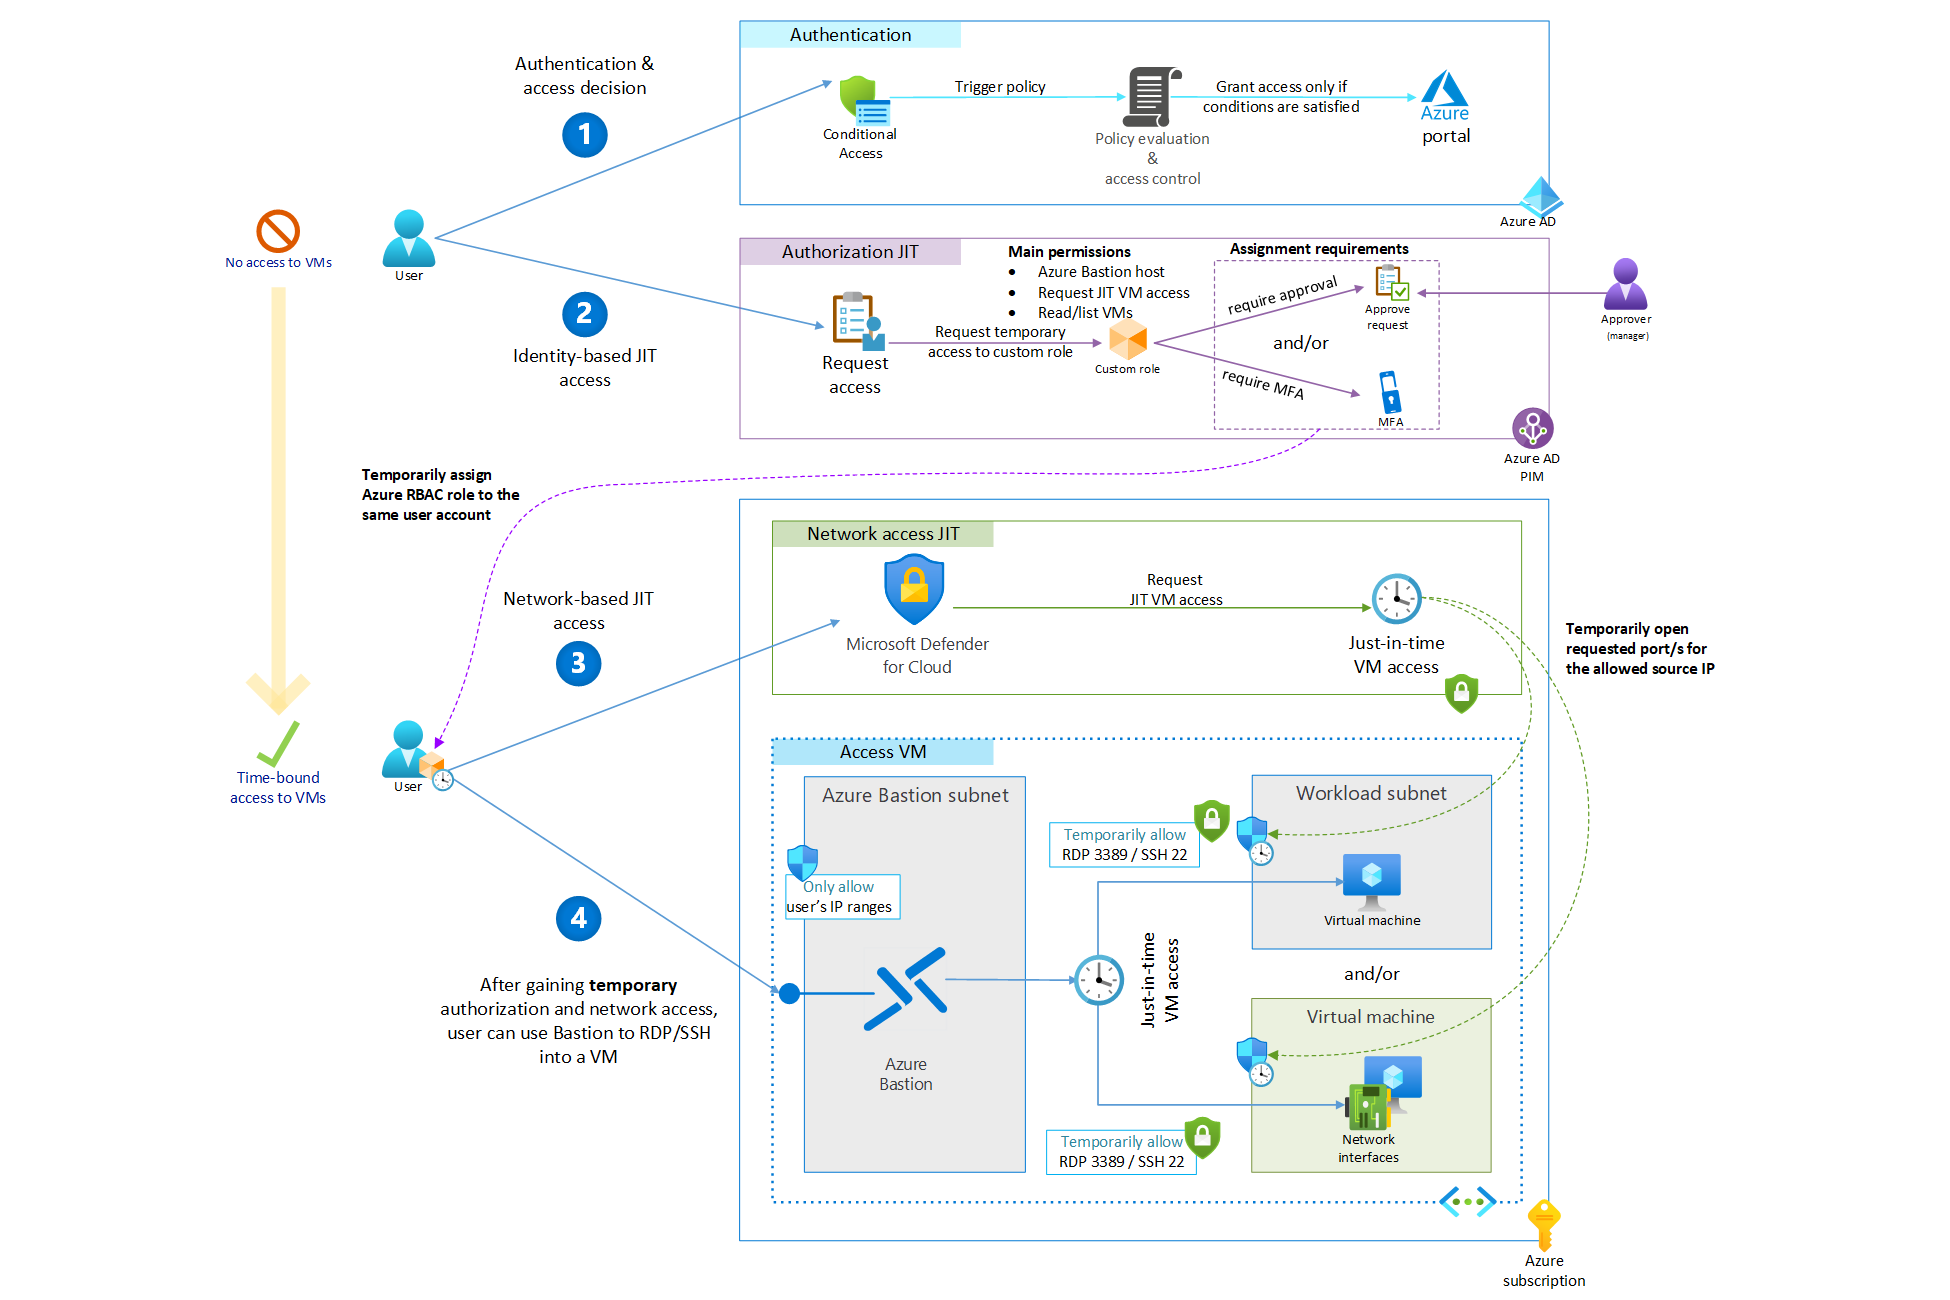 Authentication
Authentication &
access decision
1
Trigger policy
Grant access only if
conditions are satisfied
Conditional
Access
Policy evaluation
&
access control
Azure
portal
Azure AD
No access to VMs
User
2
Identity-based JIT
access
Authorization JIT
Main permissions
• Azure Bastion host
• Request JIT VM access
• Read/list VMs
Request
access
Request temporary
access to custom role
Custom role
Assignment requirements
require approval
and/or
require MFA
Approve
request
MFA
Approver
(manager)
Azure AD
PIM
Temporarily assign
Azure RBAC role to the
same user account
Network access JIT
Network-based JIT
access
3
Microsoft Defender
for Cloud
Request
JIT VM access
Just-in-time
VM access
Temporarily open
requested port/s for
the allowed source IP
Time-bound
access to VMs
User
Access VM
Azure Bastion subnet
Only allow
user's IP ranges
4
After gaining temporary
authorization and network access,
user can use Bastion to RDP/SSH
into a VM
Azure
Bastion
Just-in-time
VM access
Temporarily allow
RDP 3389 / SSH 22
Workload subnet
Virtual machine
and/or
Virtual machine
Network
interfaces
Temporarily allow
RDP 3389 / SSH 22
Azure
subscription